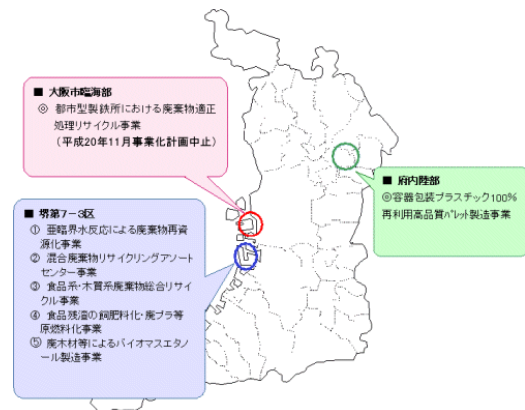 ■ 大阪市臨海部
◎ 都市型製鉄所における廃棄物適正
処理リサイクル事業
(平成20年11月事業化計画中止)
■ 府内陸部
◎容器包装プラスチック100%
再利用高品質パレット製造事業
■ 堺第7-3区
① 亜臨界水反応による廃棄物再資
源化事業
② 混合廃棄物リサイクリングアソート
センター事業
③ 食品系・木質系廃棄物総合リサイ
クル事業
④ 食品残渣の飼肥料化・廃プラ等
原燃料化事業
⑤ 廃木材等によるバイオマスエタノ
ール製造事業